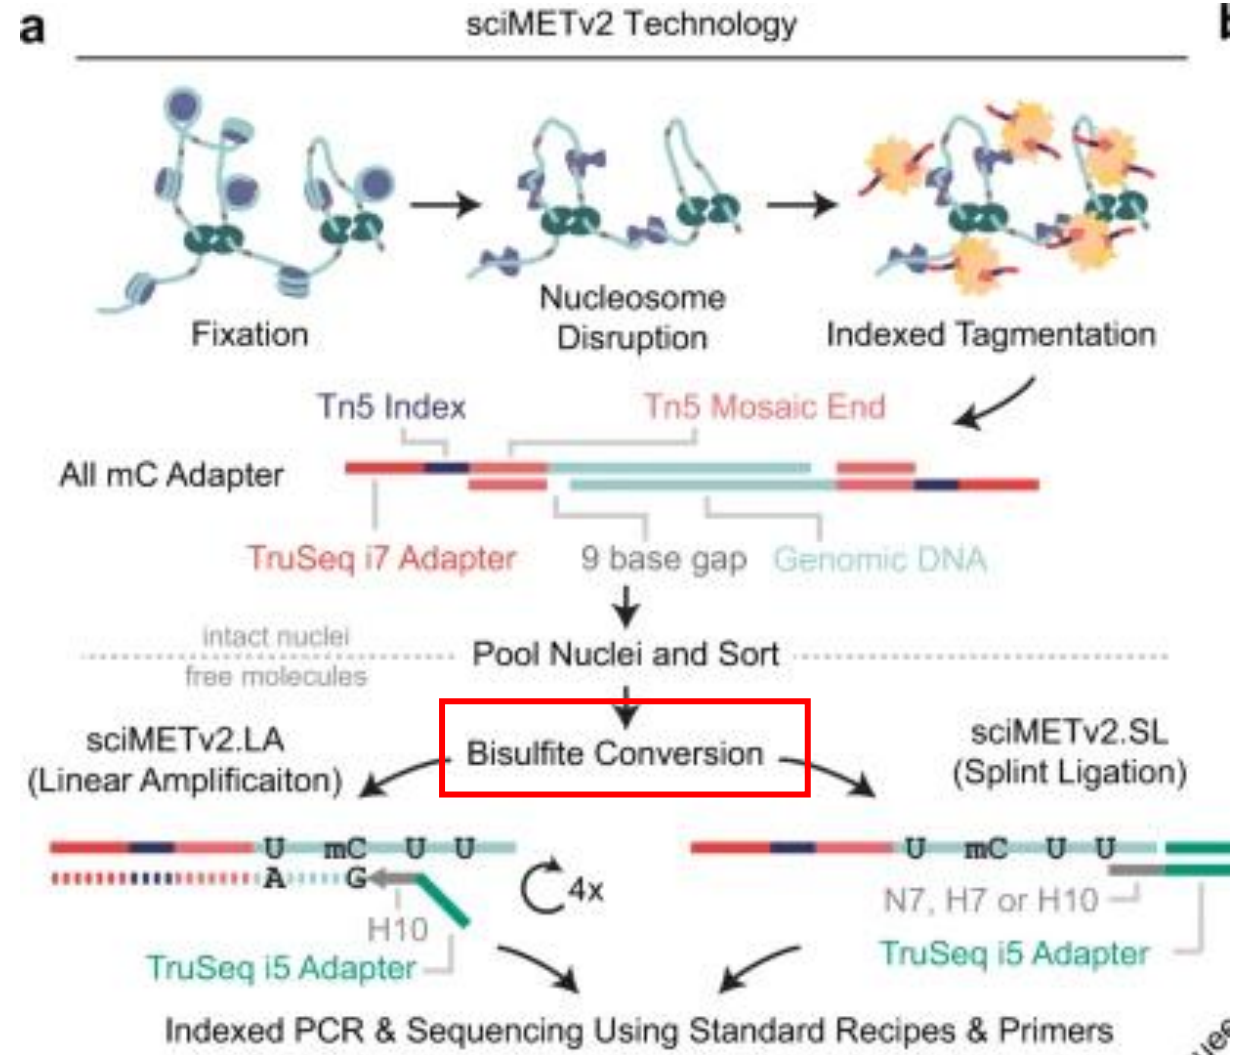 a
sciMETv2 Technology
Fixation
Nucleosome
Disruption
Indexed Tagmentation
Tn5 Index
Tn5 Mosaic End
All mC Adapter
TruSeq i7 Adapter
9 base gap
Genomic DNA
intact nuclei
Pool Nuclei and Sort
free molecules
sciMETv2.LA
(Linear Amplificaiton)
Bisulfite Conversion
sciMETv2.SL
(Splint Ligation)
U mC U U
A G
4x
H10
TruSeq i5 Adapter
U mC U U
N7, H7 or H10
TruSeq i5 Adapter
Indexed PCR & Sequencing Using Standard Recipes & Primers